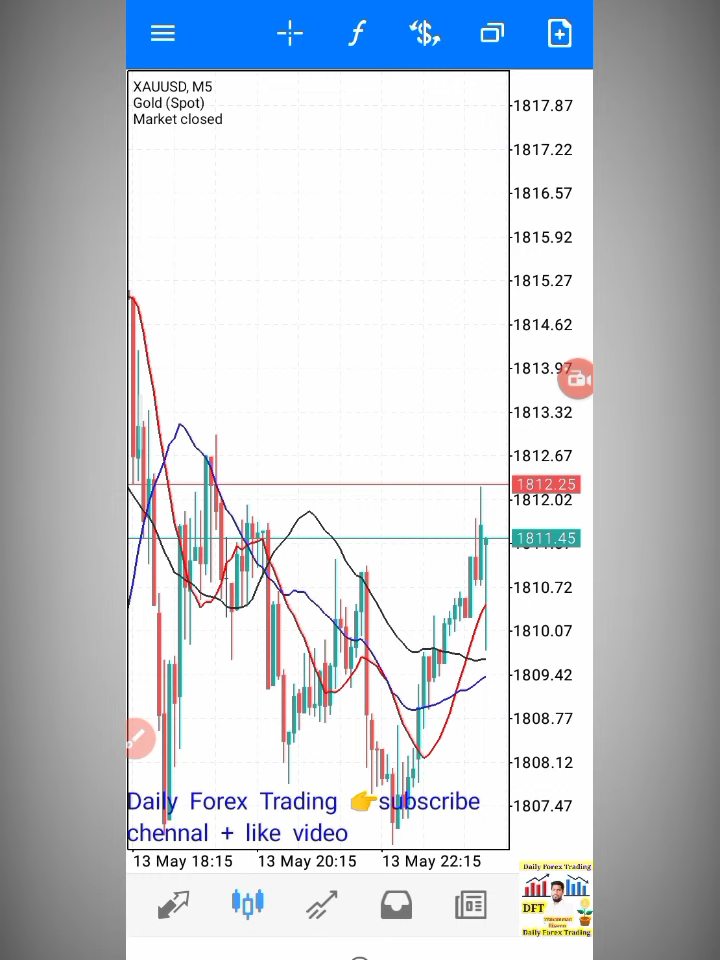 XAUUSD, M5
Gold (Spot)
Market closed
1817.87
1817.22
1816.57
1815.92
1815.27
1814.62
1813.97
1813.32
1812.67
1812.25
1812.02
1811.45
1810.72
1810.07
1809.42
1808.77
1808.12
1807.47
Daily Forex Trading 👉subscribe
chennal + like video
13 May 18:15 13 May 20:15 13 May 22:15
Daily Forex Trading
DFT
Daily Forex Trading